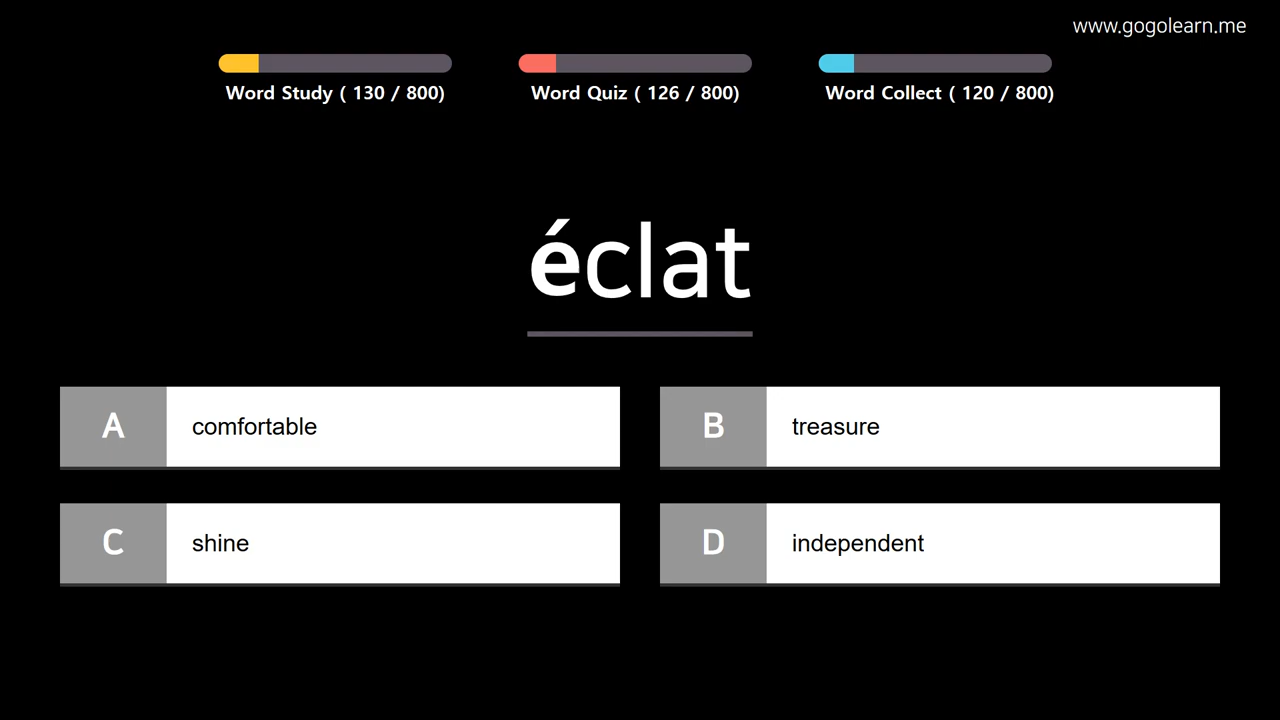 www.gogolearn.me
Word Study ( 130 / 800)
Word Quiz ( 126 / 800)
Word Collect ( 120 / 800)
éclat
A comfortable
B treasure
C shine
D independent